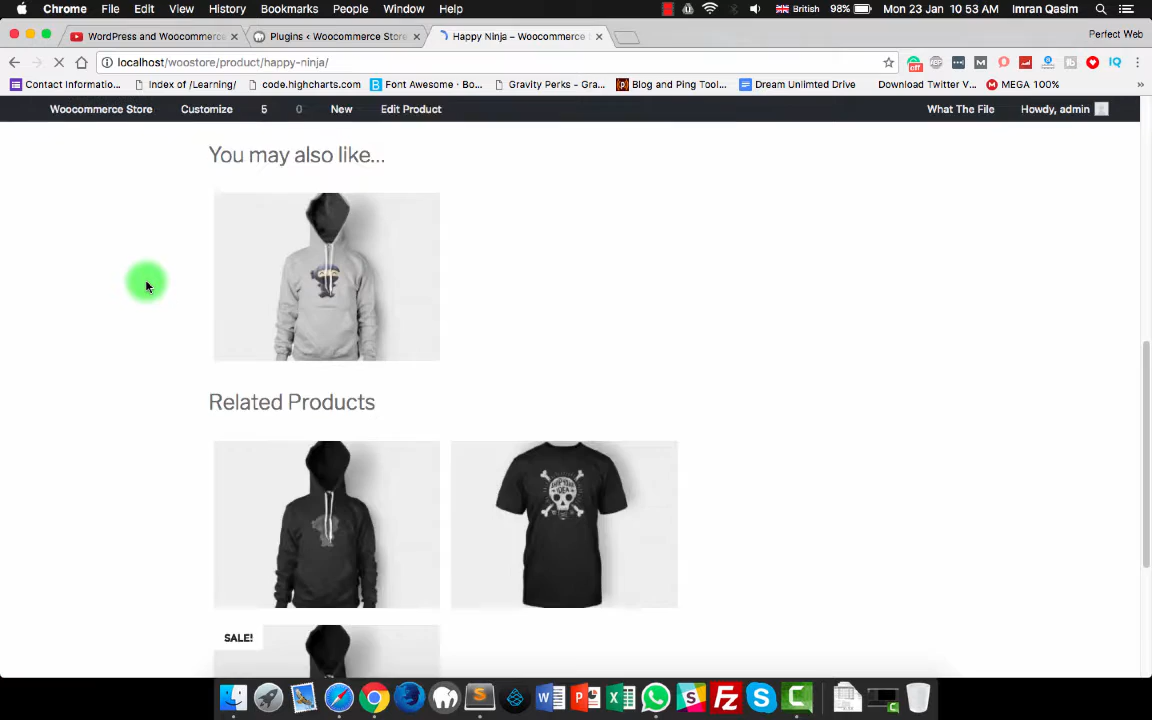 Chrome File Edit View History Bookmarks People Window Help British 98% Mon 23 Jan 10:53 AM Imran Qasim
WordPress and Woocommerce Plugins < Woocommerce Store Happy Ninja – Woocommerce Perfect Web
localhost/woostore/product/happy-ninja/ off
Contact Informatio... Index of /Learning/ code.highcharts.com Font Awesome · Bo... Gravity Perks - Gra... Blog and Ping Tool... Dream Unlimted Drive Download Twitter V... MEGA 100% »
Woocommerce Store Customize 5 0 New Edit Product What The File Howdy, admin
You may also like...
Related Products
SALE!